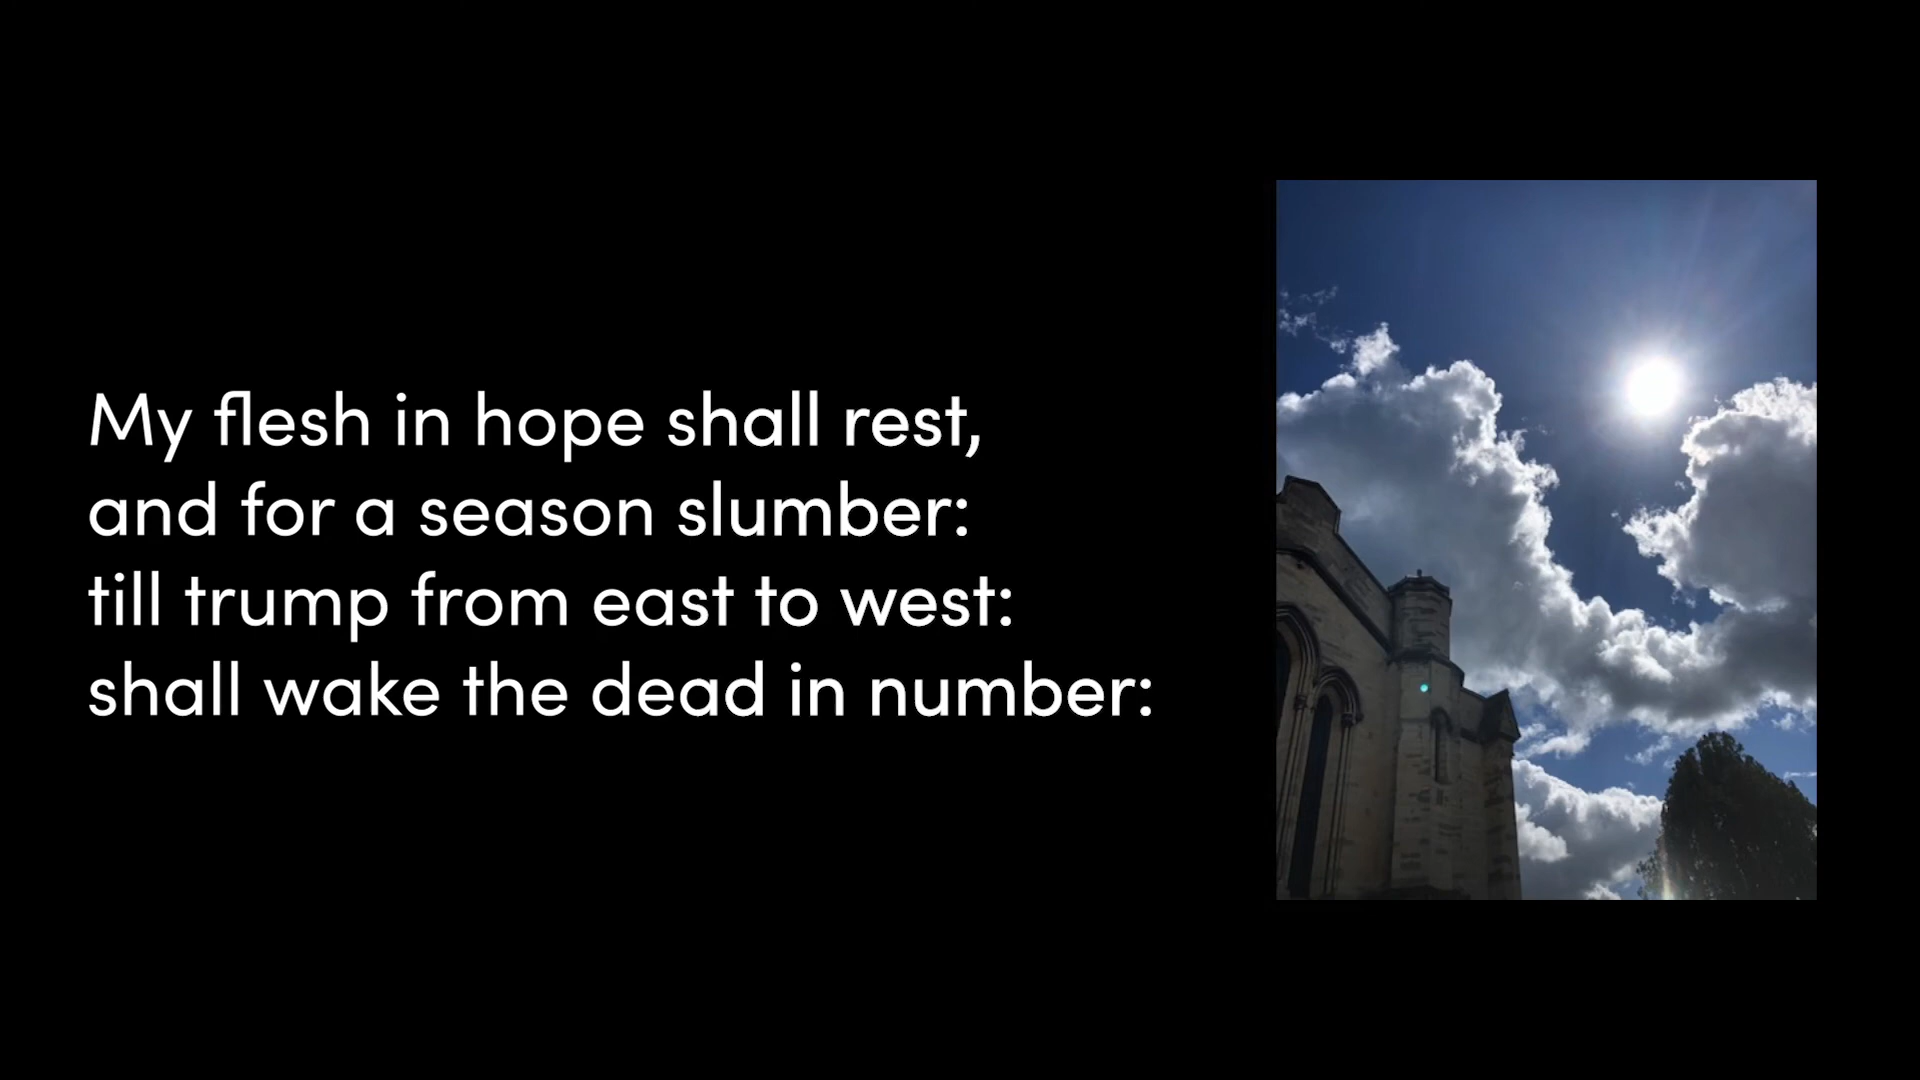 My flesh in hope shall rest,
and for a season slumber:
till trump from east to west:
shall wake the dead in number: